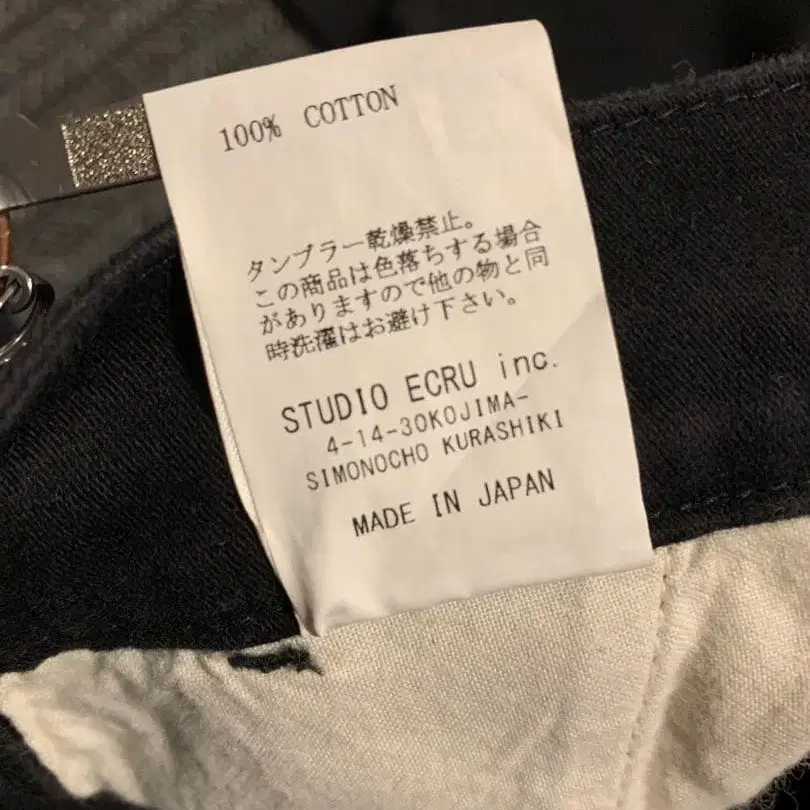 100% COTTON
タンブラー乾燥禁止。
この商品は色落ちする場合
がありますので他の物と同
時洗濯はお避け下さい。
STUDIO ECRU inc.
4-14-30KOJIMA-
SIMONOCHO KURASHIKI
MADE IN JAPAN